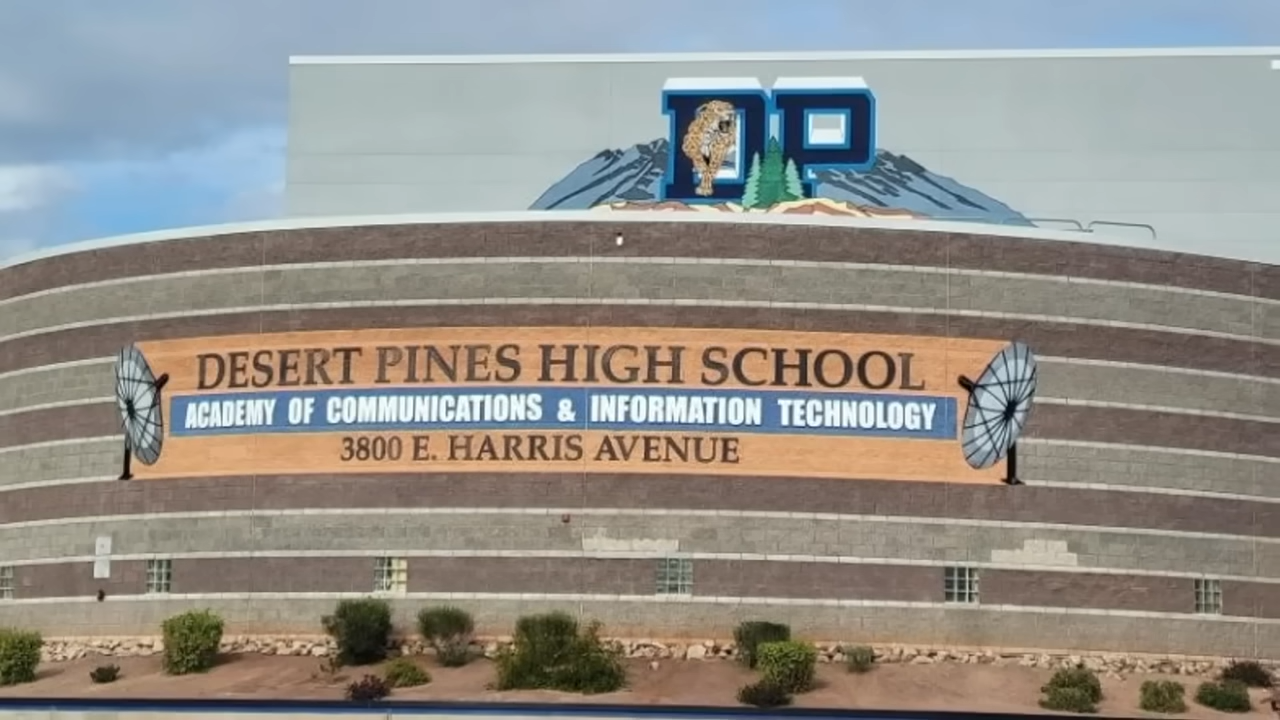 DP
DESERT PINES HIGH SCHOOL
ACADEMY OF COMMUNICATIONS & INFORMATION TECHNOLOGY
3800 E. HARRIS AVENUE